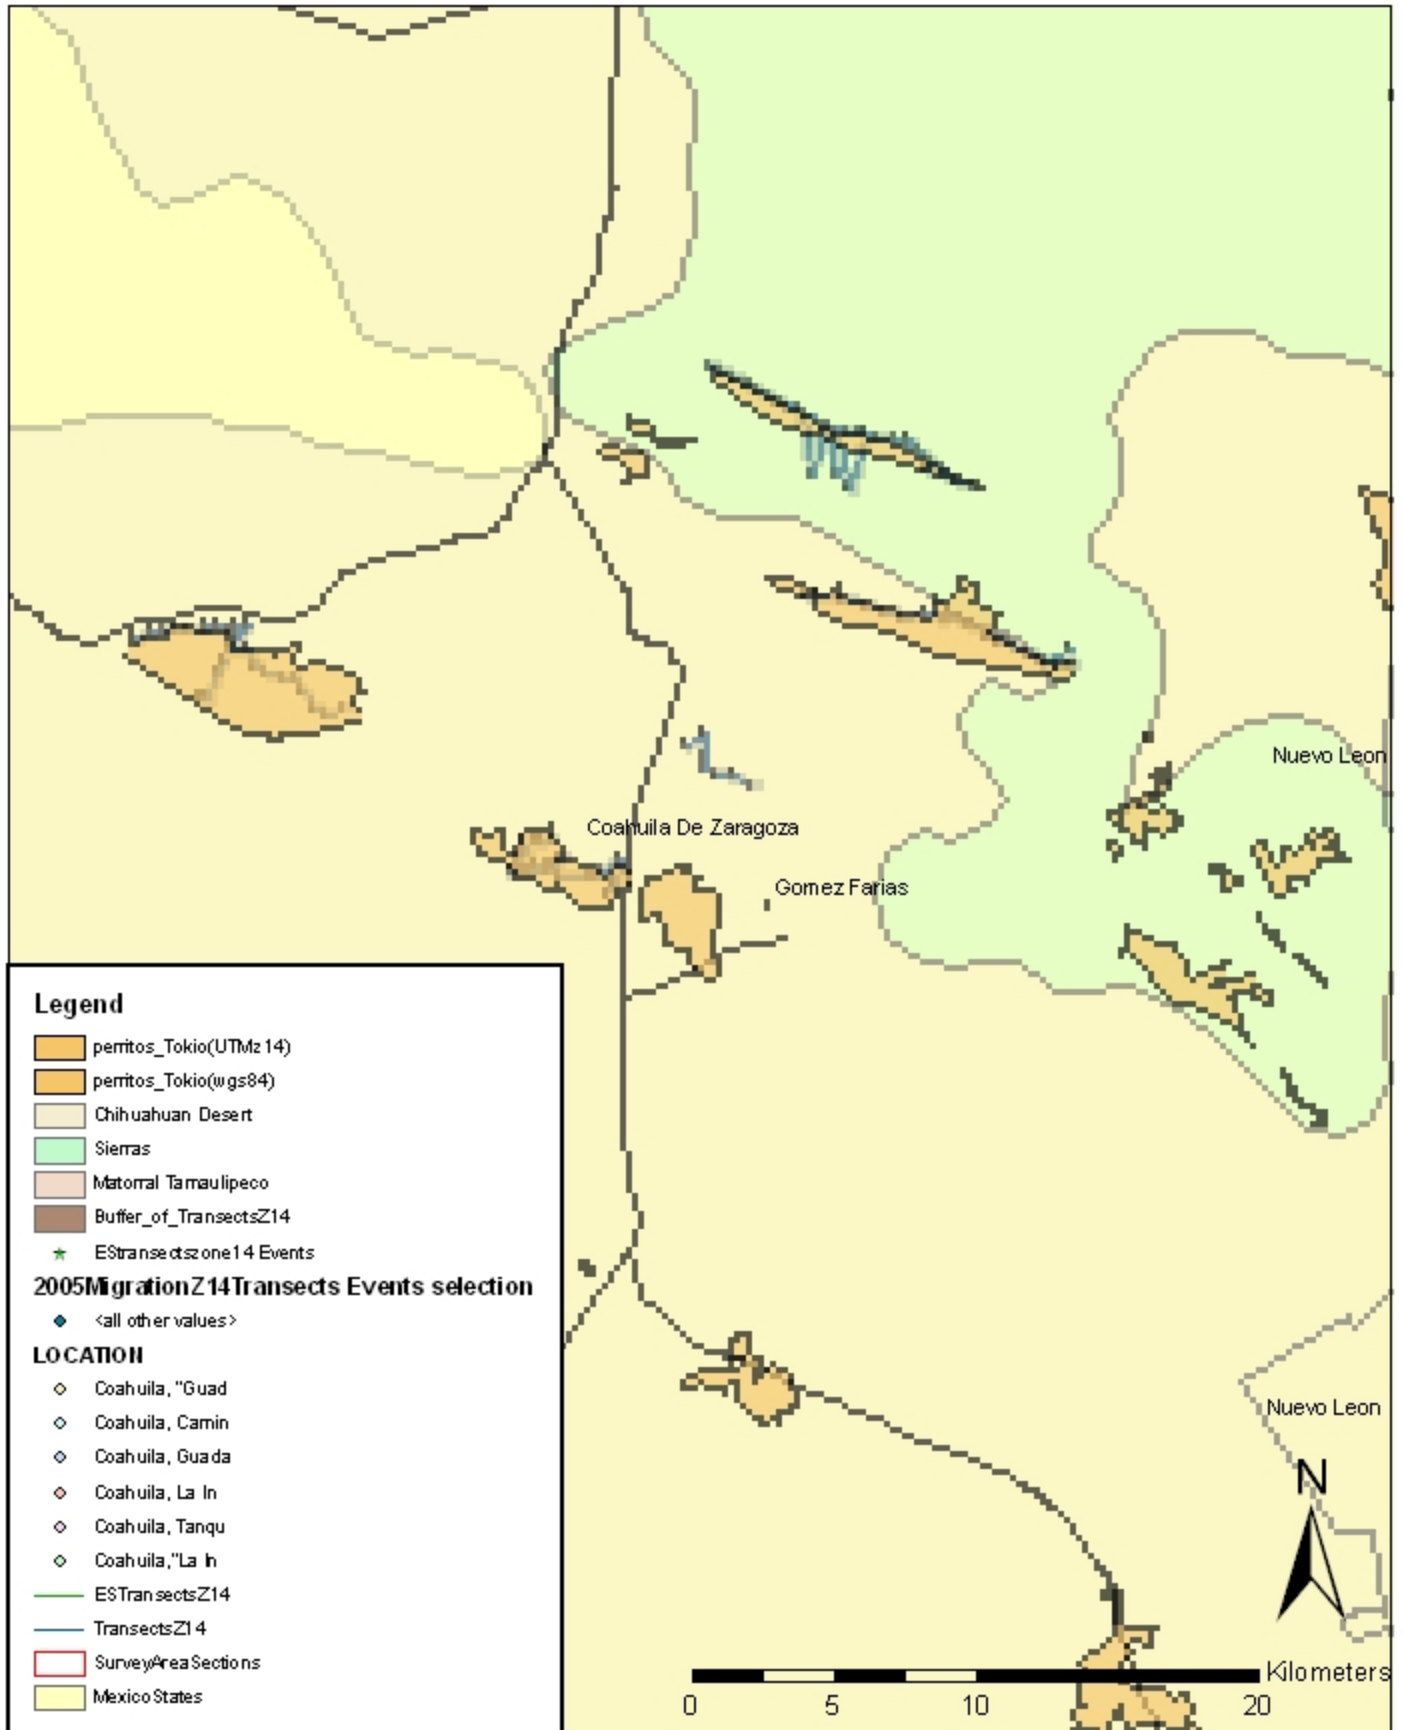 Nuevo Leon
Coahuila De Zaragoza
Gomez Farias
Legend
perritos_Tokio(UTMz14)
perritos_Tokio(wgs84)
Chihuahuan Desert
Sierras
Matorral Tamaulipeco
Buffer_of_TransectsZ14
EStransectszone14 Events
2005MigrationZ14Transects Events selection
<all other values>
LOCATION
Coahuila, "Guad
Coahuila, Camin
Coahuila, Guada
Coahuila, La In
Coahuila, Tanqu
Coahuila,"La In
ESTransectsZ14
TransectsZ14
SurveyAreaSections
MexicoStates
Nuevo Leon
N
Kilometers
0 5 10 20